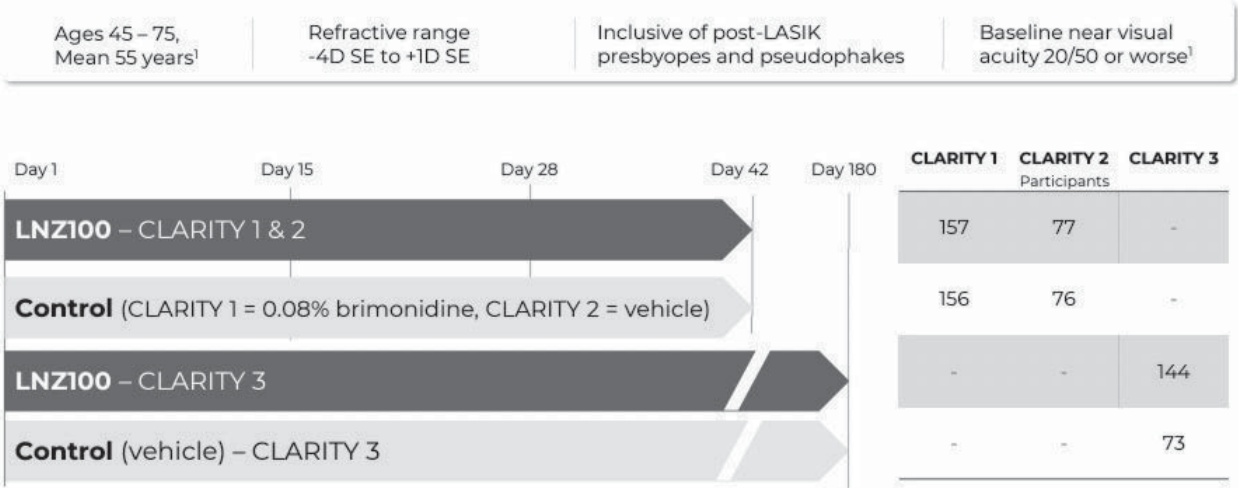 Ages 45 – 75,
Mean 55 years¹
Refractive range
-4D SE to +1D SE
Inclusive of post-LASIK
presbyopes and pseudophakes
Baseline near visual
acuity 20/50 or worse¹
Day 1 Day 15 Day 28 Day 42 Day 180
CLARITY 1 CLARITY 2 CLARITY 3
Participants
LNZ100 – CLARITY 1 & 2 157 77 -
Control (CLARITY 1 = 0.08% brimonidine, CLARITY 2 = vehicle) 156 76 -
LNZ100 – CLARITY 3 - - 144
Control (vehicle) – CLARITY 3 - - 73